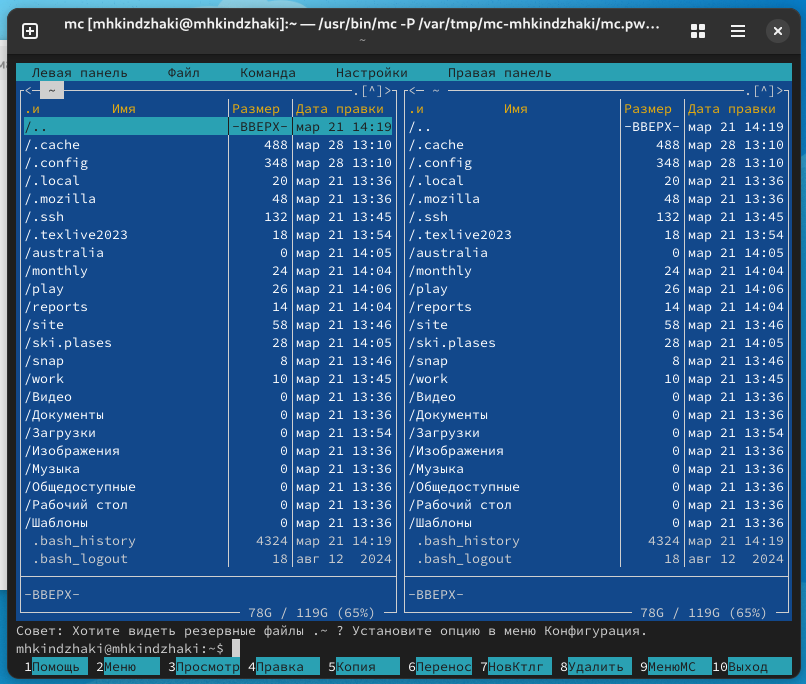 mc [mhkindzhaki@mhkindzhaki]:~ — /usr/bin/mc -P /var/tmp/mc-mhkindzhaki/mc.pw…
~
Левая панель Файл Команда Настройки Правая панель
<— ~ .[^]> <— ~ .[^]>
.и Имя Размер Дата правки .и Имя Размер Дата правки
/.. -ВВЕРХ- мар 21 14:19 /.. -ВВЕРХ- мар 21 14:19
/.cache 488 мар 28 13:10 /.cache 488 мар 28 13:10
/.config 348 мар 28 13:10 /.config 348 мар 28 13:10
/.local 20 мар 21 13:36 /.local 20 мар 21 13:36
/.mozilla 48 мар 21 13:36 /.mozilla 48 мар 21 13:36
/.ssh 132 мар 21 13:45 /.ssh 132 мар 21 13:45
/.texlive2023 18 мар 21 13:54 /.texlive2023 18 мар 21 13:54
/australia 0 мар 21 14:05 /australia 0 мар 21 14:05
/monthly 24 мар 21 14:04 /monthly 24 мар 21 14:04
/play 26 мар 21 14:06 /play 26 мар 21 14:06
/reports 14 мар 21 14:04 /reports 14 мар 21 14:04
/site 58 мар 21 13:46 /site 58 мар 21 13:46
/ski.plases 28 мар 21 14:05 /ski.plases 28 мар 21 14:05
/snap 8 мар 21 13:46 /snap 8 мар 21 13:46
/work 10 мар 21 13:45 /work 10 мар 21 13:45
/Видео 0 мар 21 13:36 /Видео 0 мар 21 13:36
/Документы 0 мар 21 13:36 /Документы 0 мар 21 13:36
/Загрузки 0 мар 21 13:54 /Загрузки 0 мар 21 13:54
/Изображения 0 мар 21 13:36 /Изображения 0 мар 21 13:36
/Музыка 0 мар 21 13:36 /Музыка 0 мар 21 13:36
/Общедоступные 0 мар 21 13:36 /Общедоступные 0 мар 21 13:36
/Рабочий стол 0 мар 21 13:36 /Рабочий стол 0 мар 21 13:36
/Шаблоны 0 мар 21 13:36 /Шаблоны 0 мар 21 13:36
.bash_history 4324 мар 21 14:19 .bash_history 4324 мар 21 14:19
.bash_logout 18 авг 12 2024 .bash_logout 18 авг 12 2024
-ВВЕРХ- -ВВЕРХ-
78G / 119G (65%) 78G / 119G (65%)
Совет: Хотите видеть резервные файлы .~ ? Установите опцию в меню Конфигурация.
mhkindzhaki@mhkindzhaki:~$
1Помощь 2Меню 3Просмотр 4Правка 5Копия 6Перенос 7НовКтлг 8Удалить 9МенюМС 10Выход